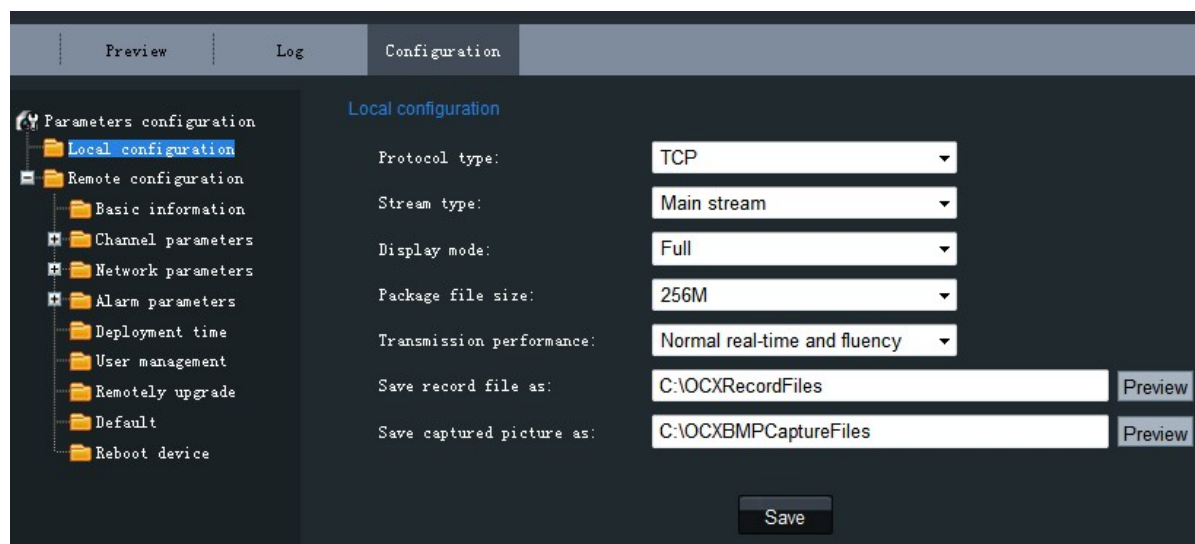 Preview Log Configuration
Parameters configuration
Local configuration
Remote configuration
Basic information
Channel parameters
Network parameters
Alarm parameters
Deployment time
User management
Remotely upgrade
Default
Reboot device
Local configuration
Protocol type: TCP
Stream type: Main stream
Display mode: Full
Package file size: 256M
Transmission performance: Normal real-time and fluency
Save record file as: C:\OCXRecordFiles Preview
Save captured picture as: C:\OCXBMPCaptureFiles Preview
Save